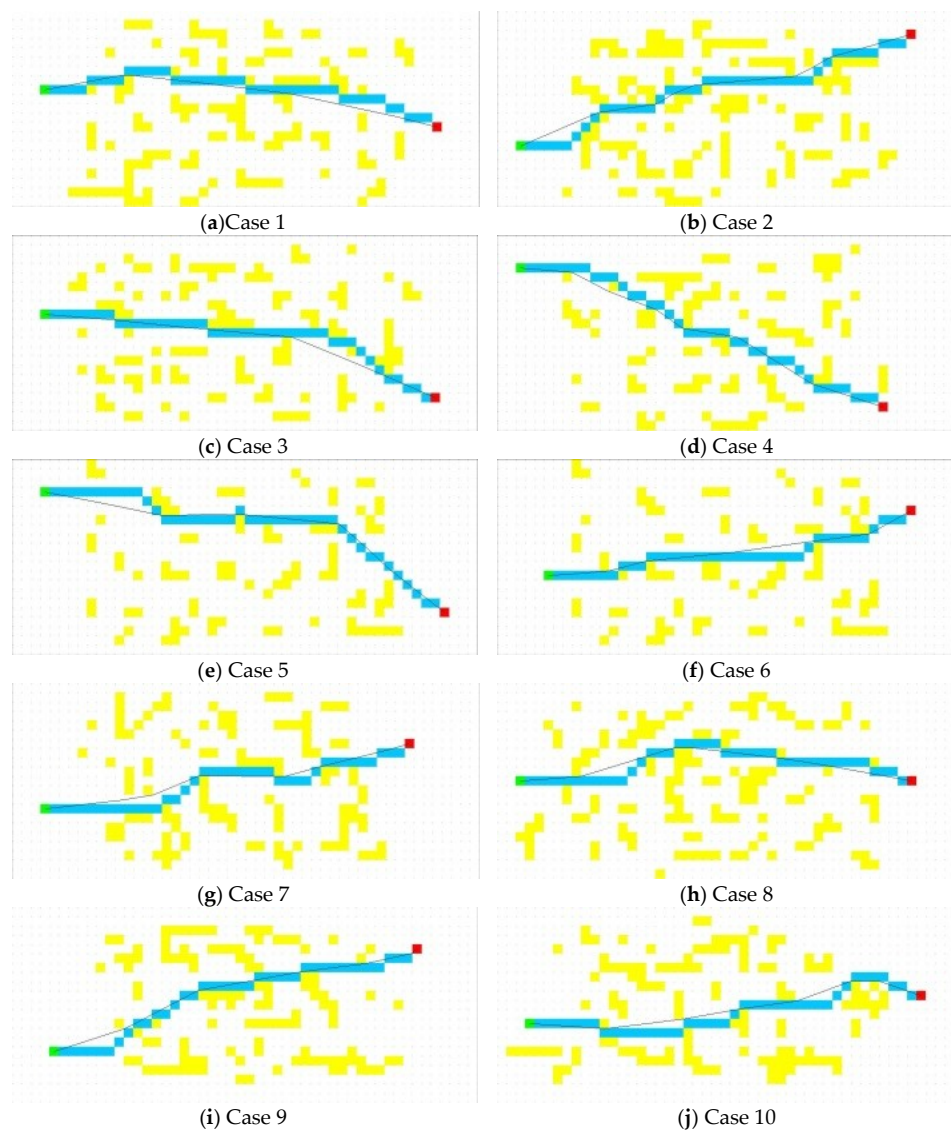 (a)Case 1
(b) Case 2
(c) Case 3
(d) Case 4
(e) Case 5
(f) Case 6
(g) Case 7
(h) Case 8
(i) Case 9
(j) Case 10